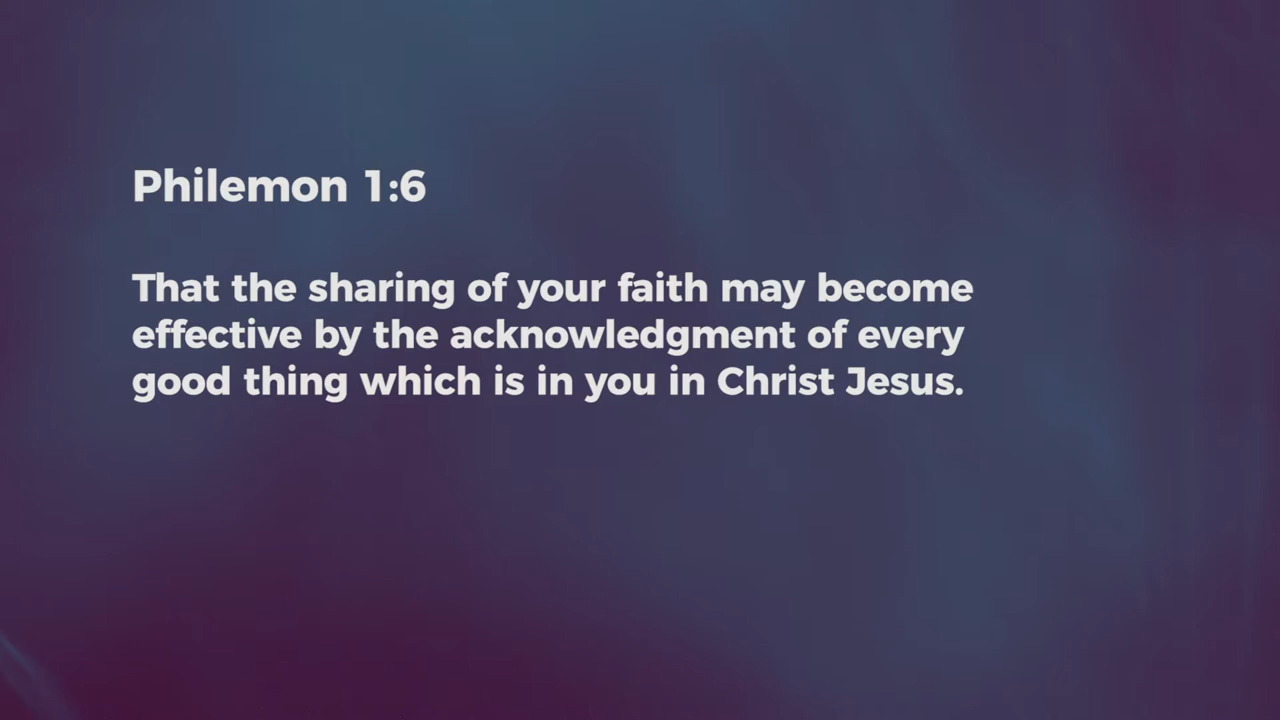 Philemon 1:6
That the sharing of your faith may become
effective by the acknowledgment of every
good thing which is in you in Christ Jesus.